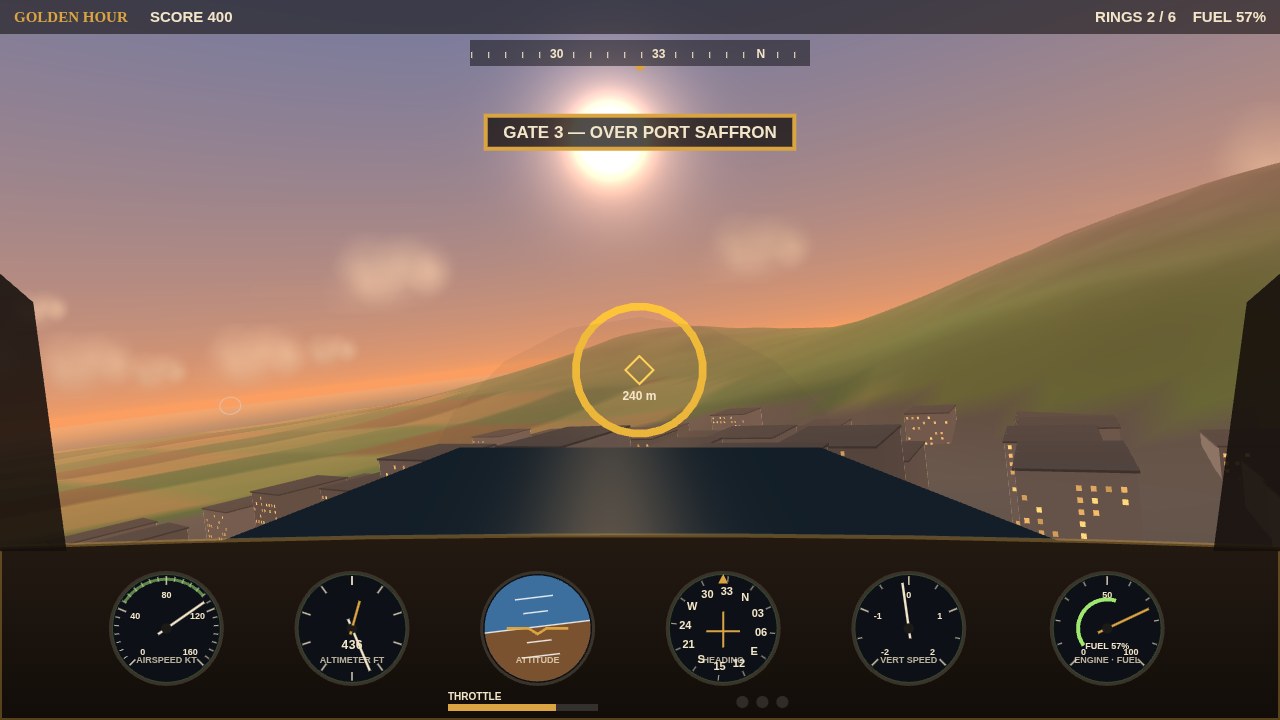 GOLDEN HOUR SCORE 400 RINGS 2 / 6 FUEL 57%
30 33 N
GATE 3 — OVER PORT SAFFRON
240 m
0 40 80 120 160
AIRSPEED KT
436
ALTIMETER FT
ATTITUDE
N 03 06 E 12 15 S 21 24 W 30 33
HEADING
-2 -1 0 1 2
VERT SPEED
0 50 100
FUEL 57%
ENGINE · FUEL
THROTTLE